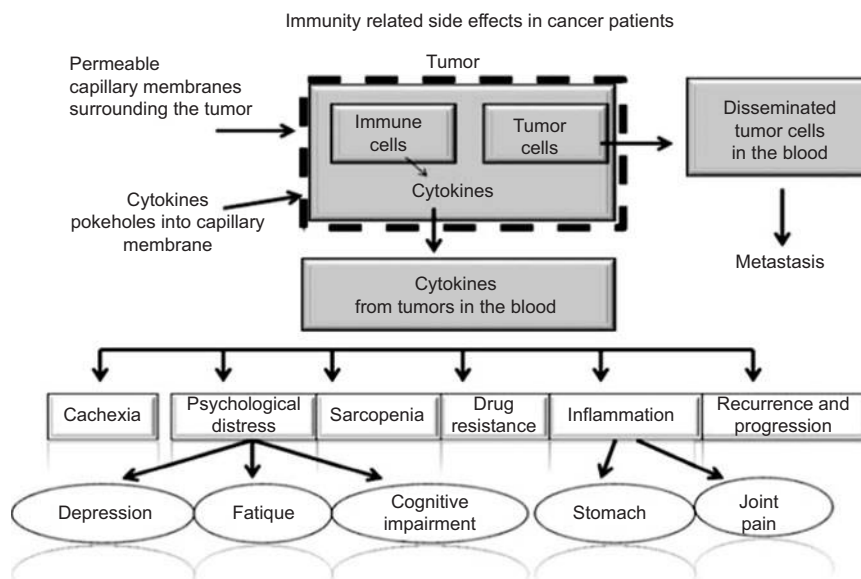 Immunity related side effects in cancer patients
Permeable
capillary membranes
surrounding the tumor
Tumor
Immune
cells
Tumor
cells
Cytokines
Disseminated
tumor cells
in the blood
Cytokines
pokeholes into capillary
membrane
Metastasis
Cytokines
from tumors in the blood
Cachexia
Psychological
distress
Sarcopenia
Drug
resistance
Inflammation
Recurrence and
progression
Depression
Fatique
Cognitive
impairment
Stomach
Joint
pain